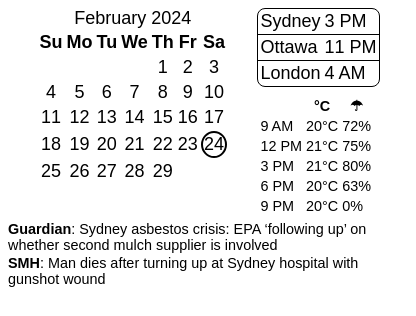 February 2024
Su Mo Tu We Th Fr Sa
1 2 3
4 5 6 7 8 9 10
11 12 13 14 15 16 17
18 19 20 21 22 23 24
25 26 27 28 29
Sydney 3 PM
Ottawa 11 PM
London 4 AM
°C ☂
9 AM 20°C 72%
12 PM 21°C 75%
3 PM 21°C 80%
6 PM 20°C 63%
9 PM 20°C 0%
Guardian: Sydney asbestos crisis: EPA ‘following up’ on
whether second mulch supplier is involved
SMH: Man dies after turning up at Sydney hospital with
gunshot wound